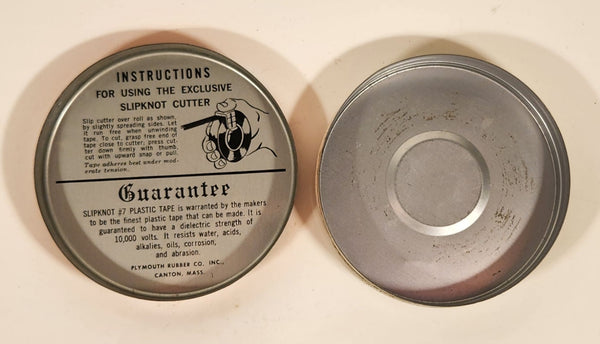 INSTRUCTIONS
FOR USING THE EXCLUSIVE
SLIPKNOT CUTTER
Slip cutter over roll as shown,
by slightly spreading sides. Let
it run free when unwinding
tape. To cut, grasp free end of
tape close to cutter; press cut-
ter down firmly with thumb,
cut with upward snap or pull.
Tape adheres best under mod-
erate tension.
Guarantee
SLIPKNOT #7 PLASTIC TAPE is warranted by the makers
to be the finest plastic tape that can be made. It is
guaranteed to have a dielectric strength of
10,000 volts. It resists water, acids,
alkalies, oils, corrosion,
and abrasion.
PLYMOUTH RUBBER CO. INC.
CANTON, MASS.